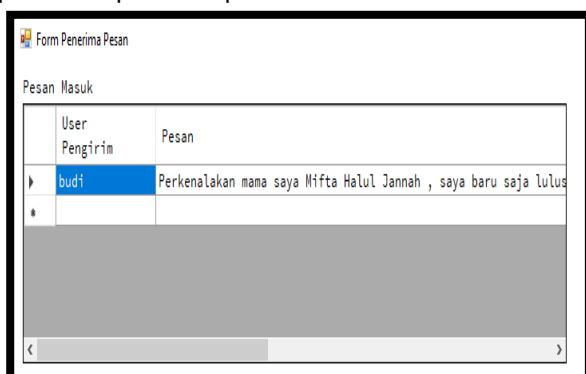 Form Penerima Pesan
Pesan Masuk
User Pengirim
Pesan
budi
Perkenalakan mama saya Mifta Halul Jannah , saya baru saja lulus